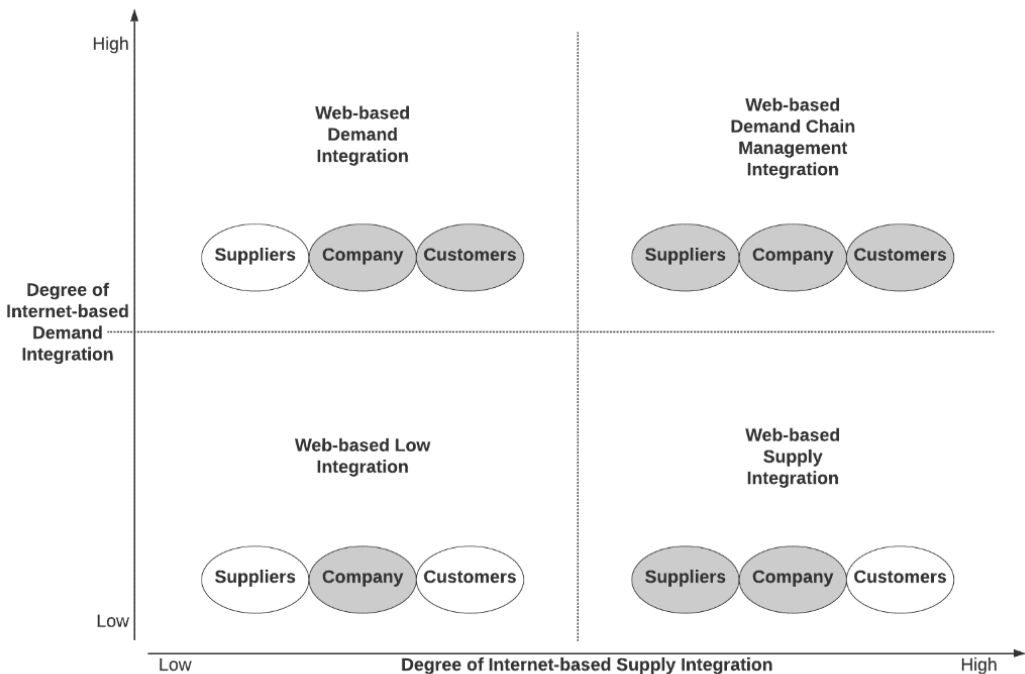 High
Web-based
Demand
Integration
Web-based
Demand Chain
Management
Integration
Suppliers Company Customers
Suppliers Company Customers
Degree of
Internet-based
Demand
Integration
Web-based Low
Integration
Web-based
Supply
Integration
Suppliers Company Customers
Suppliers Company Customers
Low
Low
Degree of Internet-based Supply Integration
High